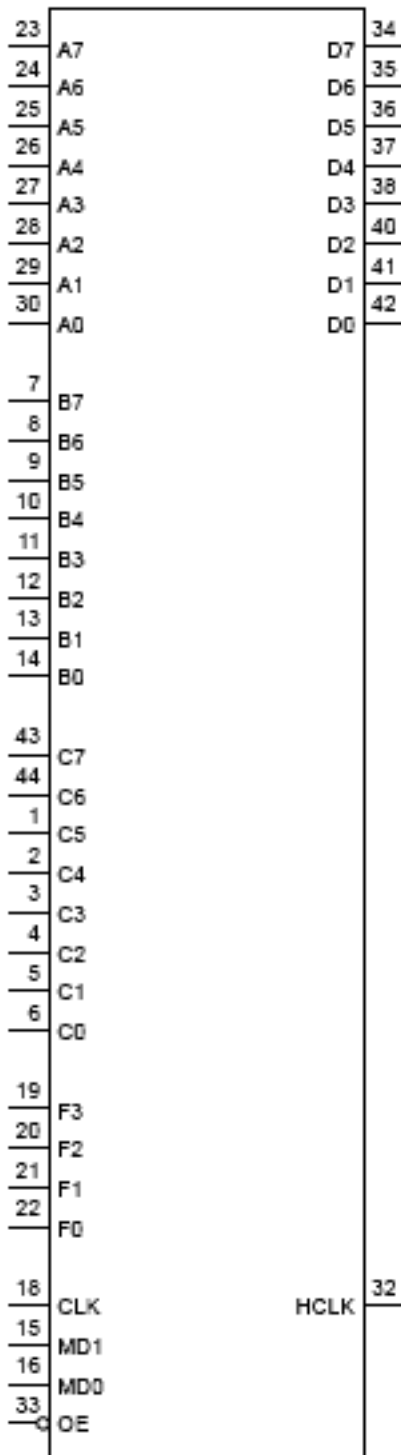 23 A7 D7 34
24 A6 D6 35
25 A5 D5 36
26 A4 D4 37
27 A3 D3 38
28 A2 D2 40
29 A1 D1 41
30 A0 D0 42
7 B7
8 B6
9 B5
10 B4
11 B3
12 B2
13 B1
14 B0
43 C7
44 C6
1 C5
2 C4
3 C3
4 C2
5 C1
6 C0
19 F3
20 F2
21 F1
22 F0
18 CLK HCLK 32
15 MD1
16 MD0
33 OE